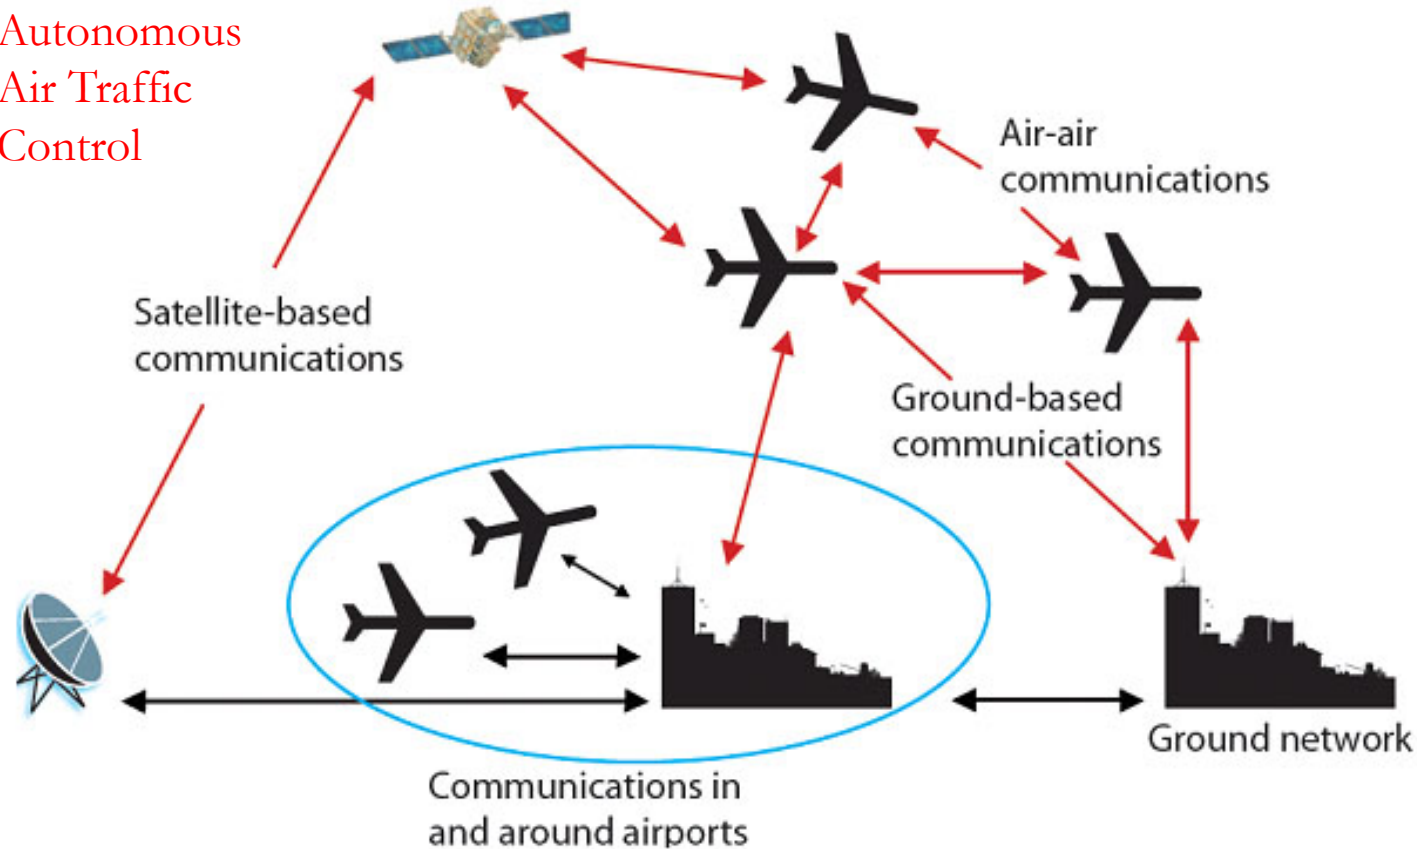 Autonomous
Air Traffic
Control
Air-air
communications
Satellite-based
communications
Ground-based
communications
Ground network
Communications in
and around airports